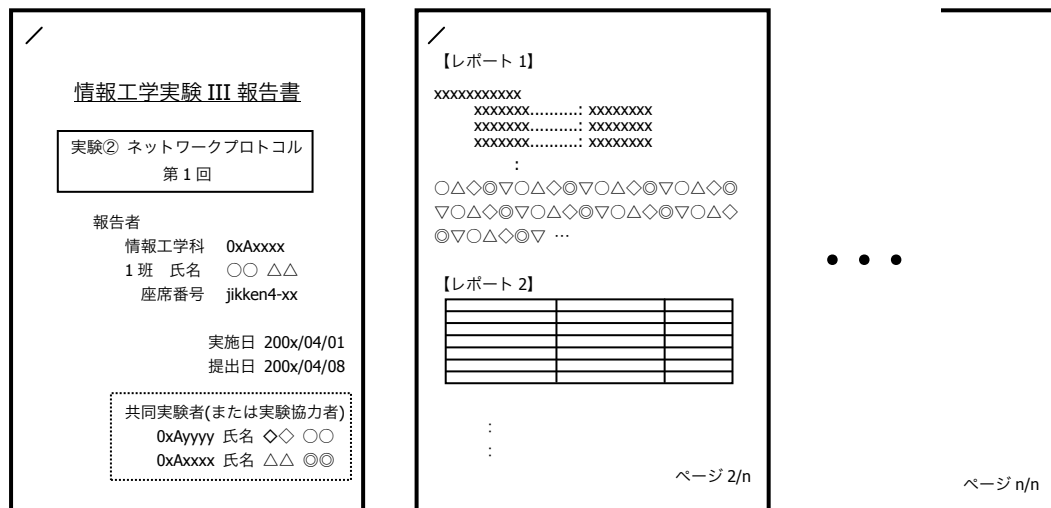 情報工学実験 III 報告書
実験② ネットワークプロトコル
第 1 回
報告者
情報工学科 0xAxxxx
1 班 氏名 ○○ △△
座席番号 jikken4-xx
実施日 200x/04/01
提出日 200x/04/08
共同実験者(または実験協力者)
0xAyyyy 氏名 ◇◇ ○○
0xAxxxx 氏名 △△ ◎◎
【レポート 1】
xxxxxxxxxxx
xxxxxxx..........: xxxxxxxx
xxxxxxx..........: xxxxxxxx
xxxxxxx..........: xxxxxxxx
:
○△◇◎▽○△◇◎▽○△◇◎▽○△◇◎
▽○△◇◎▽○△◇◎▽○△◇◎▽○△◇
◎▽○△◇◎▽ …
【レポート 2】
:
:
ページ 2/n
• • •
ページ n/n